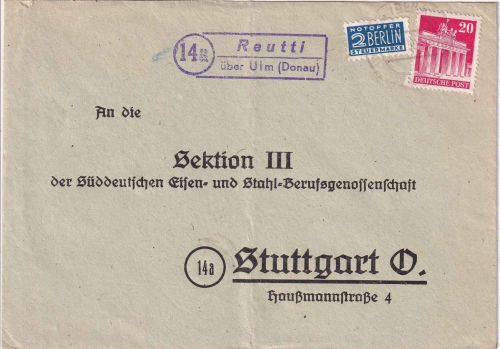 14a
Reutti
über Ulm (Donau)
NOTOPFER
2 BERLIN
STEUERMARKE
20
DEUTSCHE POST
An die
Sektion III
der Süddeutschen Eisen- und Stahl-Berufsgenossenschaft
14a
Stuttgart O.
Haußmannstraße 4